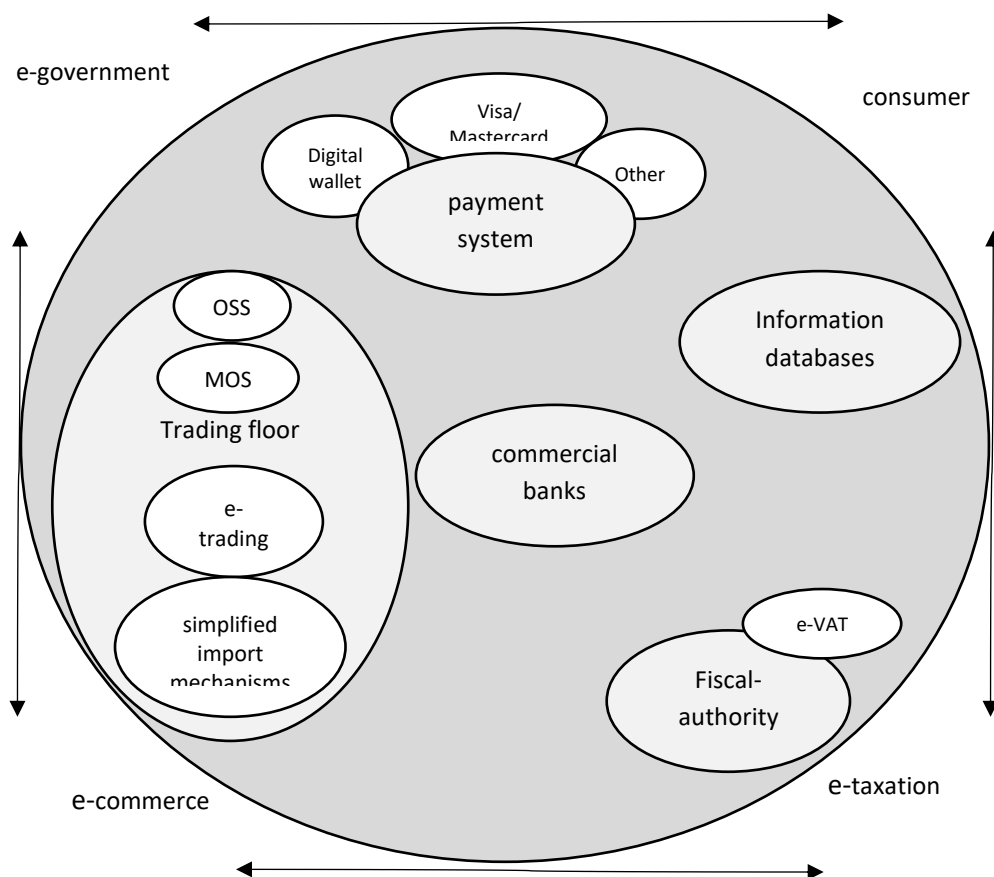 e-government
consumer
Visa/
Mastercard
Digital
wallet
Other
payment
system
OSS
MOS
Trading floor
e-
trading
simplified
import
mechanisms
Information
databases
commercial
banks
e-VAT
Fiscal-
authority
e-commerce
e-taxation